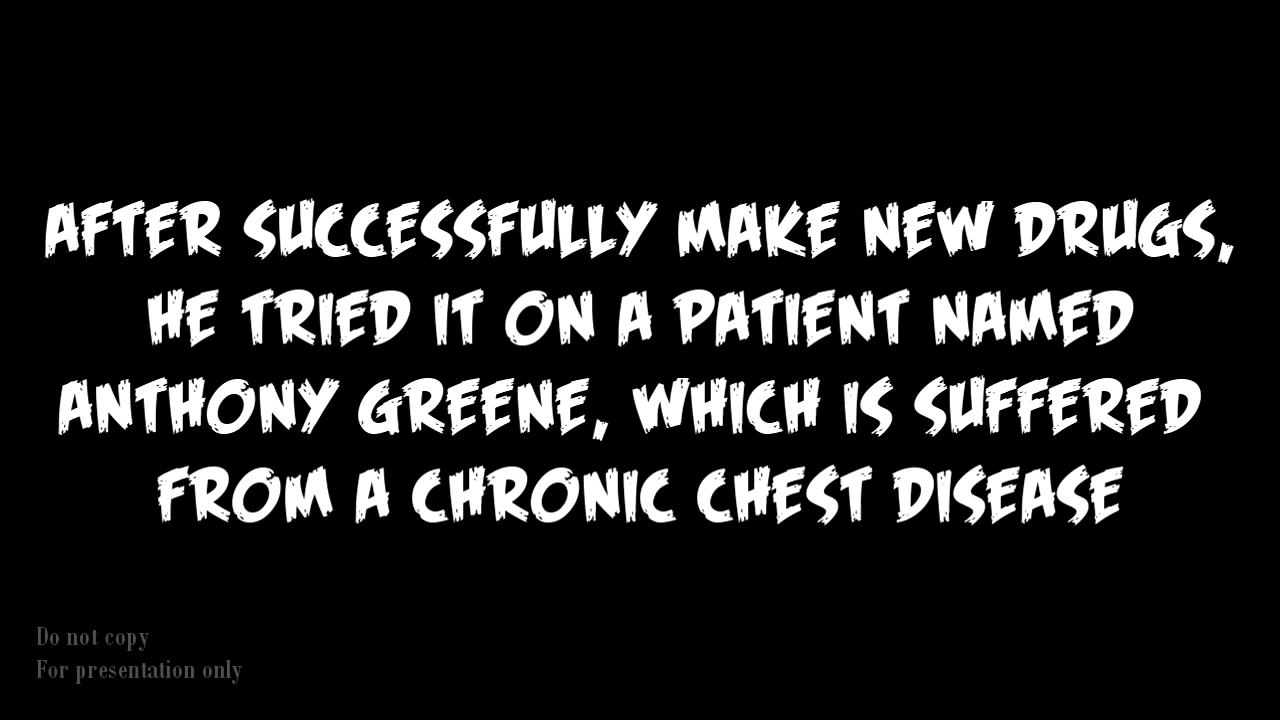 AFTER SUCCESSFULLY MAKE NEW DRUGS,
HE TRIED IT ON A PATIENT NAMED
ANTHONY GREENE, WHICH IS SUFFERED
FROM A CHRONIC CHEST DISEASE
Do not copy
For presentation only